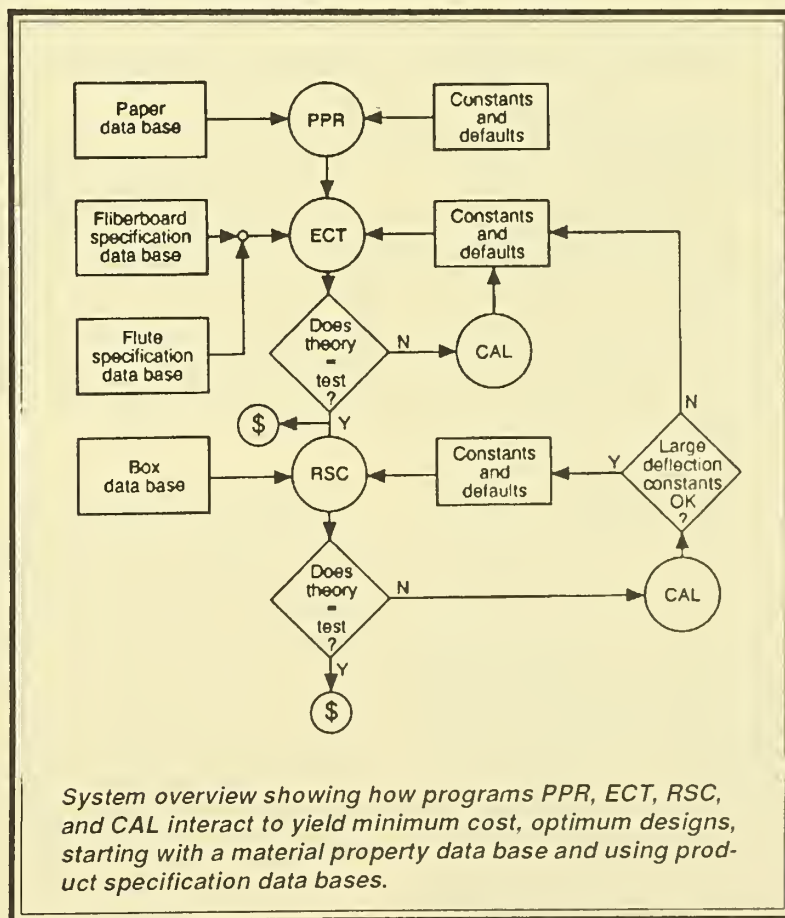 Paper
data base
PPR
Constants
and
defaults
Fliberboard
specification
data base
ECT
Constants
and
defaults
Flute
specification
data base
Does
theory
=
test
?
N
CAL
Y
$
N
Box
data base
RSC
Constants
and
defaults
Y
Large
deflection
constants
OK
?
Does
theory
=
test
?
N
CAL
Y
$
System overview showing how programs PPR, ECT, RSC,
and CAL interact to yield minimum cost, optimum designs,
starting with a material property data base and using prod-
uct specification data bases.